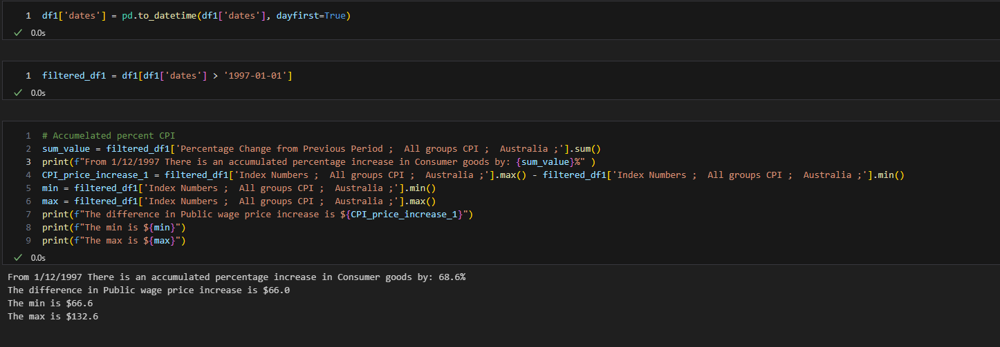 1 df1['dates'] = pd.to_datetime(df1['dates'], dayfirst=True)
0.0s
1 filtered_df1 = df1[df1['dates'] > '1997-01-01']
0.0s
1 # Accumelated percent CPI
2 sum_value = filtered_df1['Percentage Change from Previous Period ;  All groups CPI ;  Australia ;'].sum()
3 print(f"From 1/12/1997 There is an accumulated percentage increase in Consumer goods by: {sum_value}%" )
4 CPI_price_increase_1 = filtered_df1['Index Numbers ;  All groups CPI ;  Australia ;'].max() - filtered_df1['Index Numbers ;  All groups CPI ;  Australia ;'].min()
5 min = filtered_df1['Index Numbers ;  All groups CPI ;  Australia ;'].min()
6 max = filtered_df1['Index Numbers ;  All groups CPI ;  Australia ;'].max()
7 print(f"The difference in Public wage price increase is ${CPI_price_increase_1}")
8 print(f"The min is ${min}")
9 print(f"The max is ${max}")
0.0s
From 1/12/1997 There is an accumulated percentage increase in Consumer goods by: 68.6%
The difference in Public wage price increase is $66.0
The min is $66.6
The max is $132.6